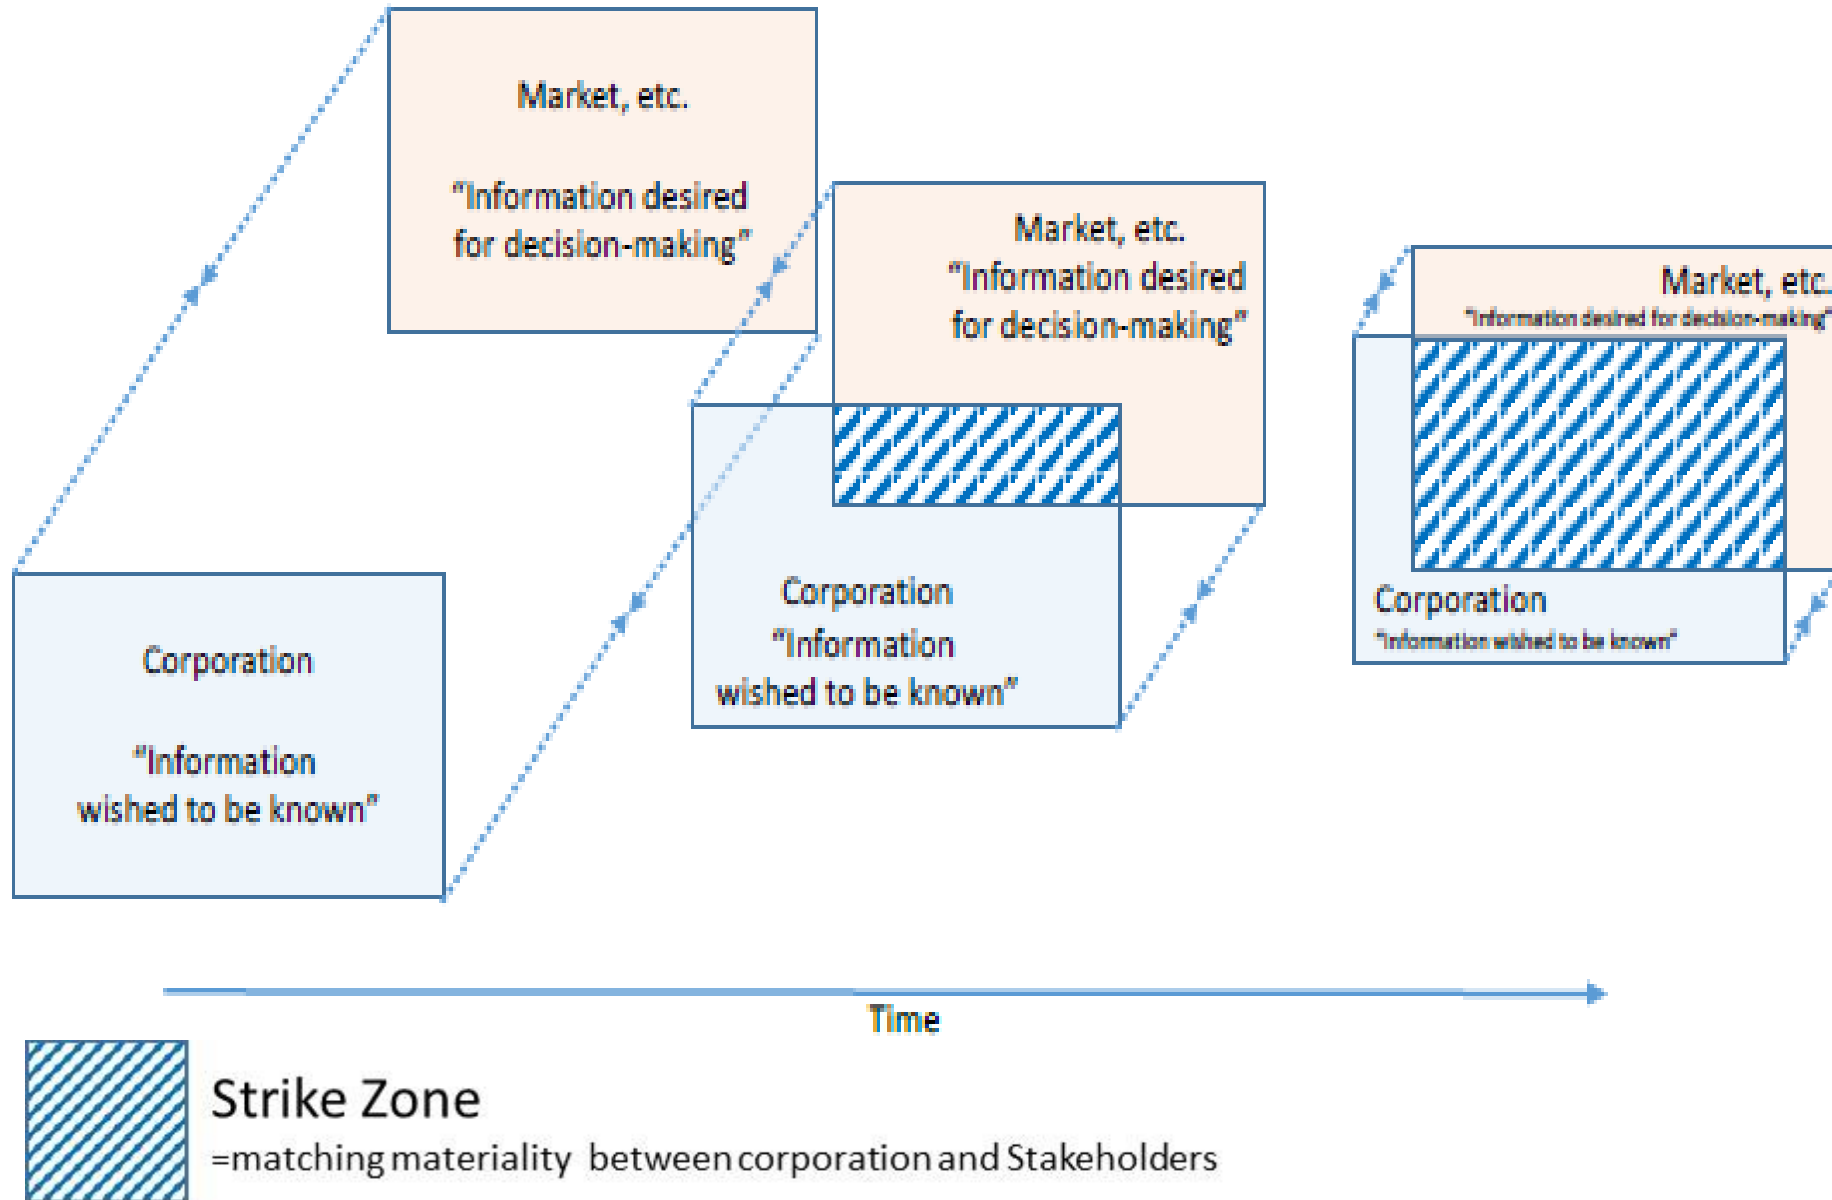 Market, etc.
“Information desired
for decision-making”
Corporation
“Information
wished to be known”
Market, etc.
“Information desired
for decision-making”
Corporation
“Information
wished to be known”
Market, etc.
“Information desired for decision-making”
Corporation
“Information wished to be known”
Time
Strike Zone
=matching materiality between corporation and Stakeholders